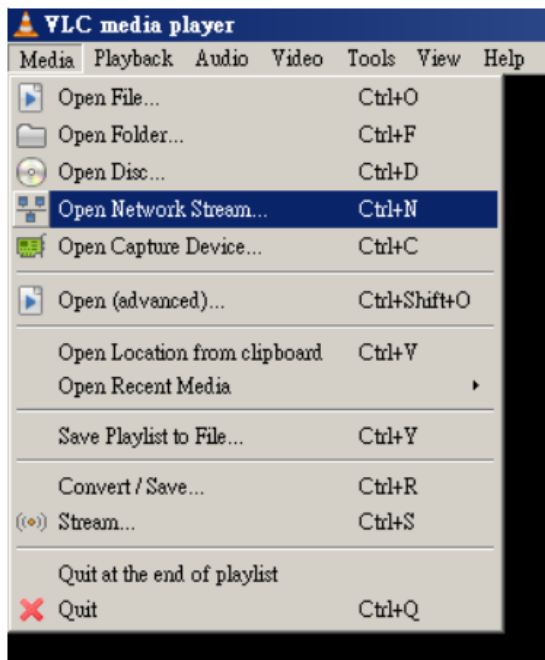 VLC media player
Media Playback Audio Video Tools View Help
Open File... Ctrl+O
Open Folder... Ctrl+F
Open Disc... Ctrl+D
Open Network Stream... Ctrl+N
Open Capture Device... Ctrl+C
Open (advanced)... Ctrl+Shift+O
Open Location from clipboard Ctrl+V
Open Recent Media
Save Playlist to File... Ctrl+Y
Convert / Save... Ctrl+R
Stream... Ctrl+S
Quit at the end of playlist
Quit Ctrl+Q